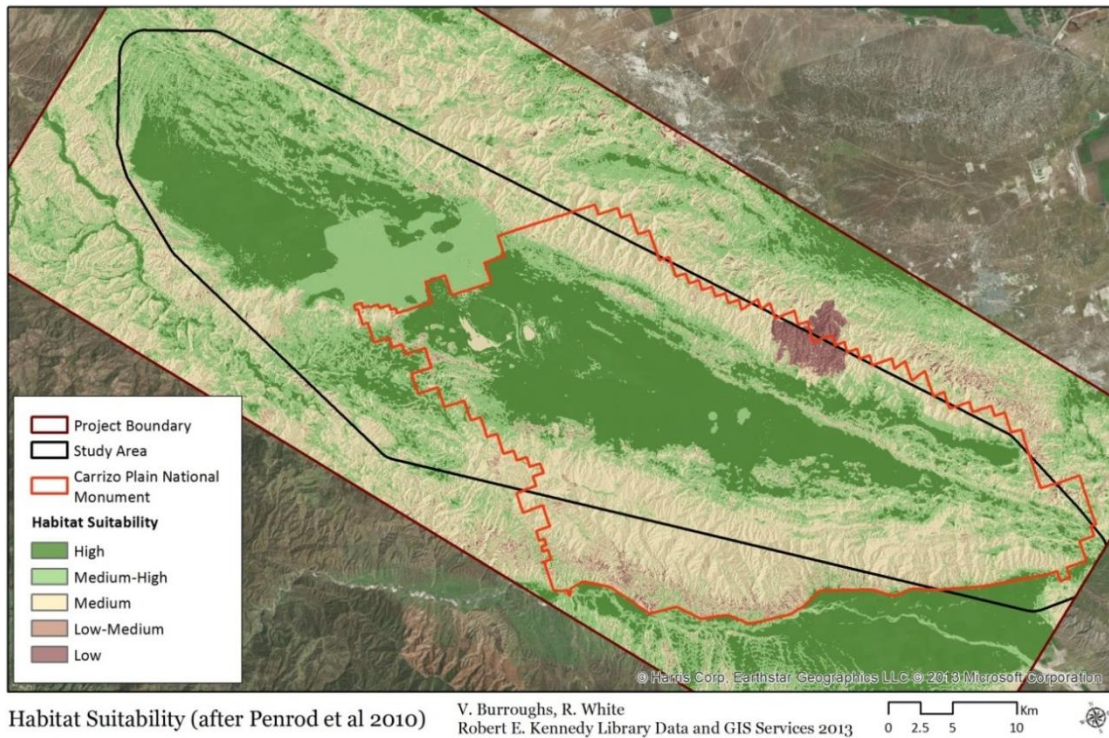 Project Boundary
Study Area
Carrizo Plain National
Monument
Habitat Suitability
High
Medium-High
Medium
Low-Medium
Low
© Harris Corp, Earthstar Geographics LLC © 2013 Microsoft Corporation
Habitat Suitability (after Penrod et al 2010)
V. Burroughs, R. White
Robert E. Kennedy Library Data and GIS Services 2013
Km
0 2.5 5 10